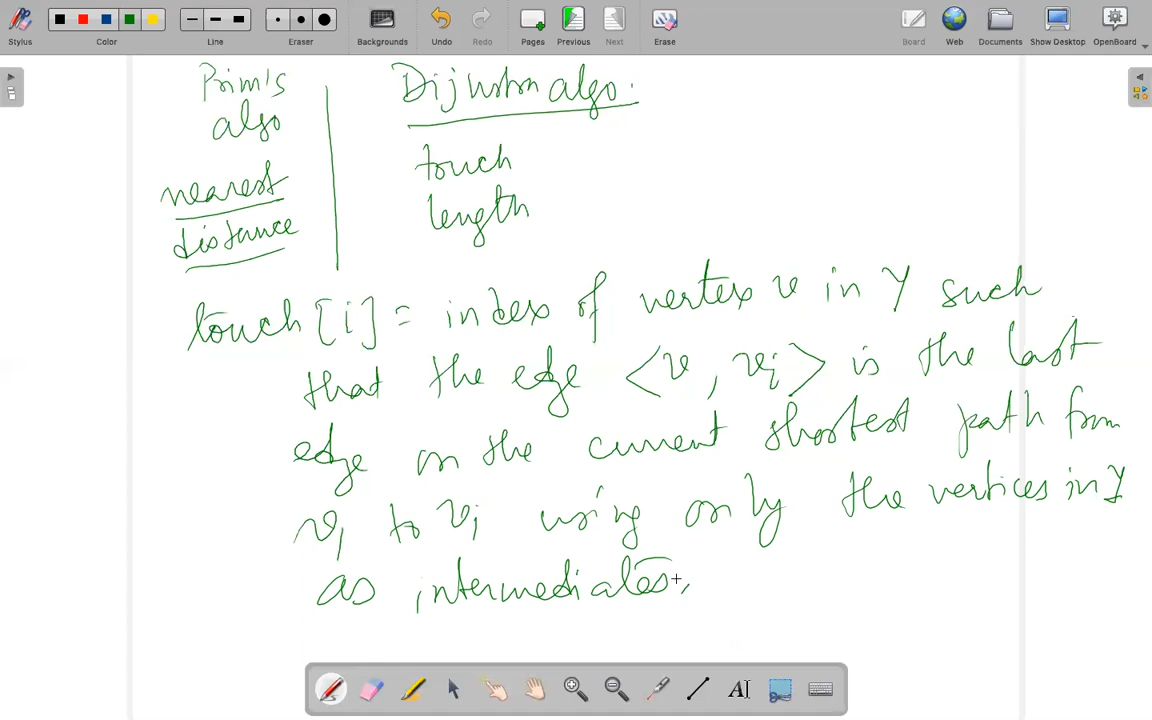 Stylus
Color
Line
Eraser
Backgrounds
Undo
Redo
Pages
Previous
Next
Erase
Board
Web
Documents
Show Desktop
OpenBoard
Prim's
algo
nearest
distance
Dijustra algo.
touch
length
touch[i] = index of vertex v in Y such
that the edge <v, vi> is the last
edge on the current shortest path from
v1 to vi using only the vertices in Y
as intermediates,